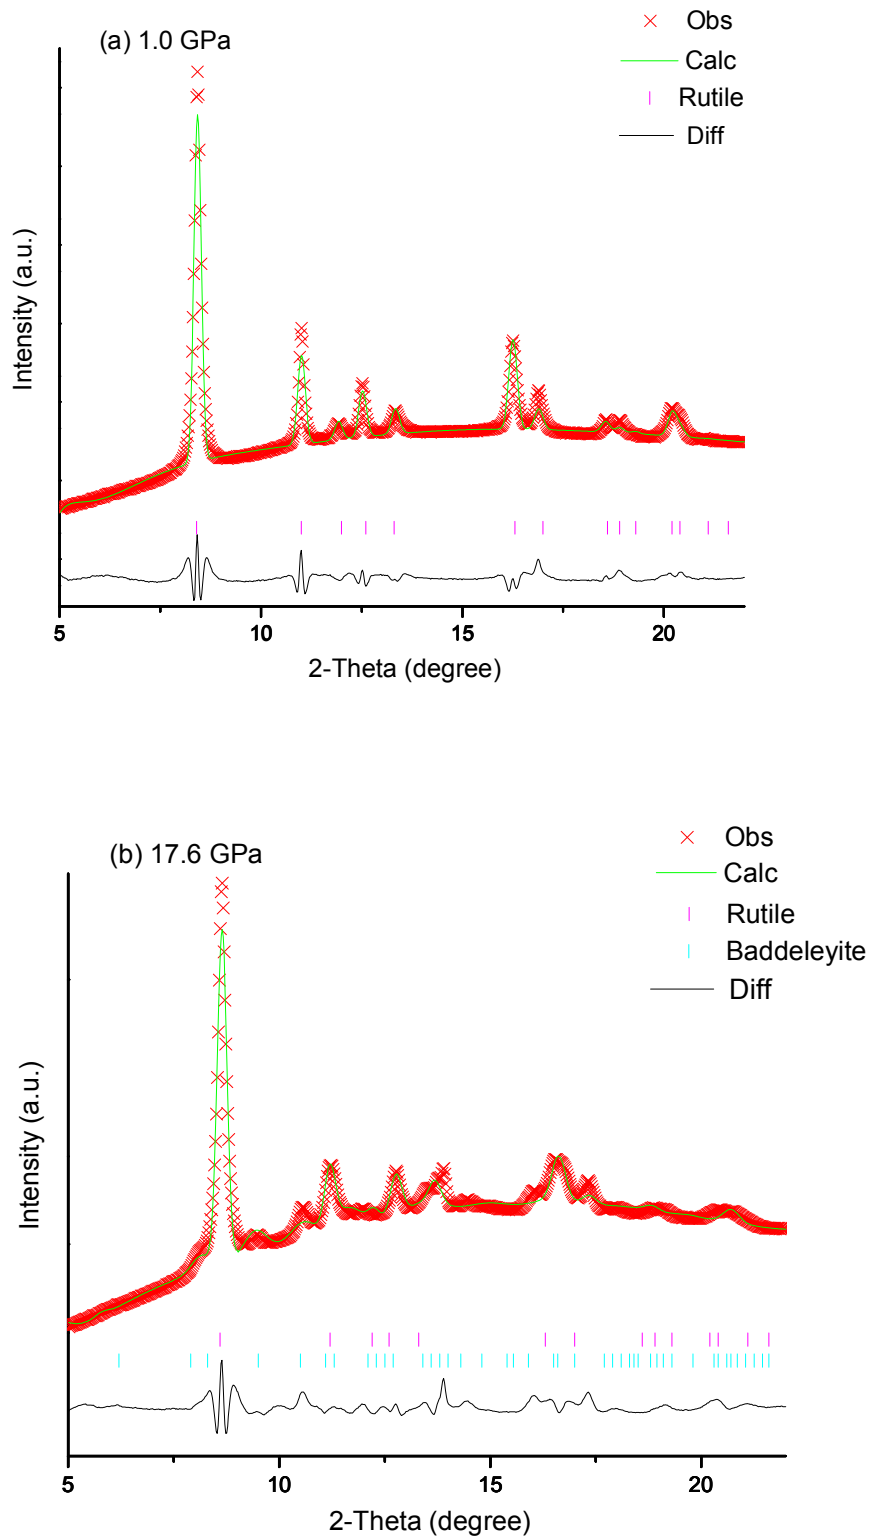 (a) 1.0 GPa
Obs
Calc
Rutile
Diff
Intensity (a.u.)
5 10 15 20
2-Theta (degree)
(b) 17.6 GPa
Obs
Calc
Rutile
Baddeleyite
Diff
Intensity (a.u.)
5 10 15 20
2-Theta (degree)